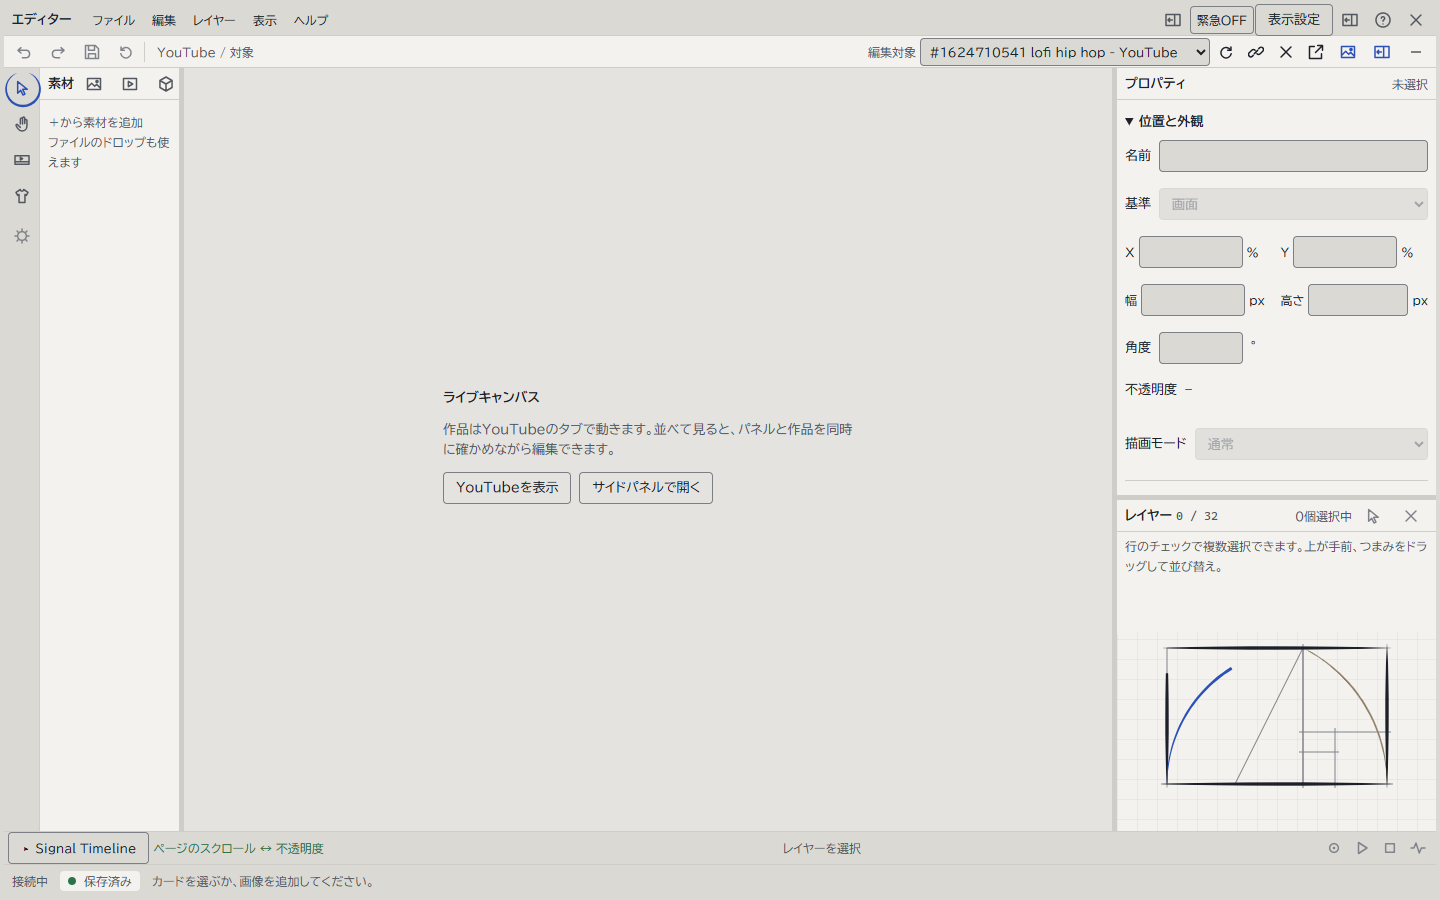 エディター ファイル 編集 レイヤー 表示 ヘルプ 緊急OFF 表示設定
YouTube / 対象 編集対象 #1624710541 lofi hip hop - YouTube
素材
＋から素材を追加
ファイルのドロップも使
えます
ライブキャンバス
作品はYouTubeのタブで動きます。並べて見ると、パネルと作品を同時
に確かめながら編集できます。
YouTubeを表示 サイドパネルで開く
プロパティ 未選択
▼ 位置と外観
名前
基準 画面
X % Y %
幅 px 高さ px
角度 °
不透明度 –
描画モード 通常
レイヤー 0 / 32 0個選択中
行のチェックで複数選択できます。上が手前、つまみをドラ
ッグして並び替え。
▸ Signal Timeline ページのスクロール ↔ 不透明度 レイヤーを選択
接続中 ● 保存済み カードを選ぶか、画像を追加してください。